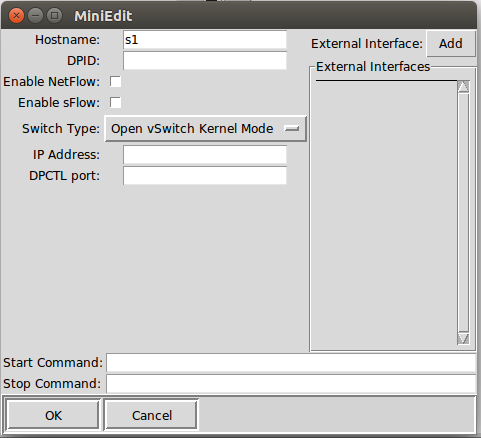 MiniEdit
Hostname: s1
External Interface: Add
DPID:
External Interfaces
Enable NetFlow:
Enable sFlow:
Switch Type: Open vSwitch Kernel Mode
IP Address:
DPCTL port:
Start Command:
Stop Command:
OK Cancel